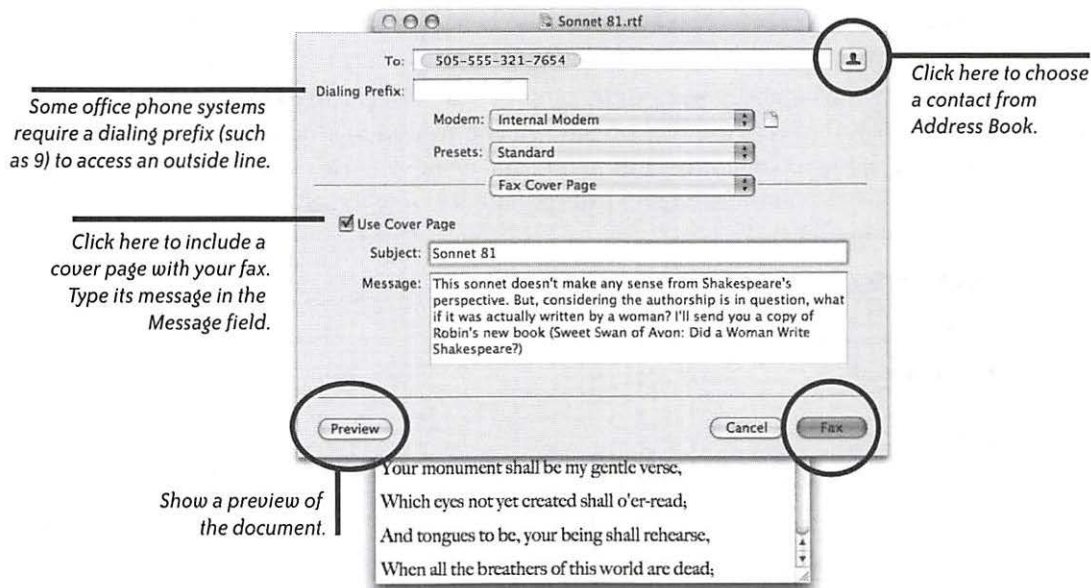 Sonnet 81.rtf
To: 505-555-321-7654
Dialing Prefix:
Modem: Internal Modem
Presets: Standard
Fax Cover Page
Use Cover Page
Subject: Sonnet 81
Message: This sonnet doesn't make any sense from Shakespeare's
perspective. But, considering the authorship is in question, what
if it was actually written by a woman? I'll send you a copy of
Robin's new book (Sweet Swan of Avon: Did a Woman Write
Shakespeare?)
Preview
Cancel
Fax
Your monument shall be my gentle verse,
Which eyes not yet created shall o'er-read;
And tongues to be, your being shall rehearse,
When all the breathers of this world are dead;
Some office phone systems
require a dialing prefix (such
as 9) to access an outside line.
Click here to include a
cover page with your fax.
Type its message in the
Message field.
Show a preview of
the document.
Click here to choose
a contact from
Address Book.